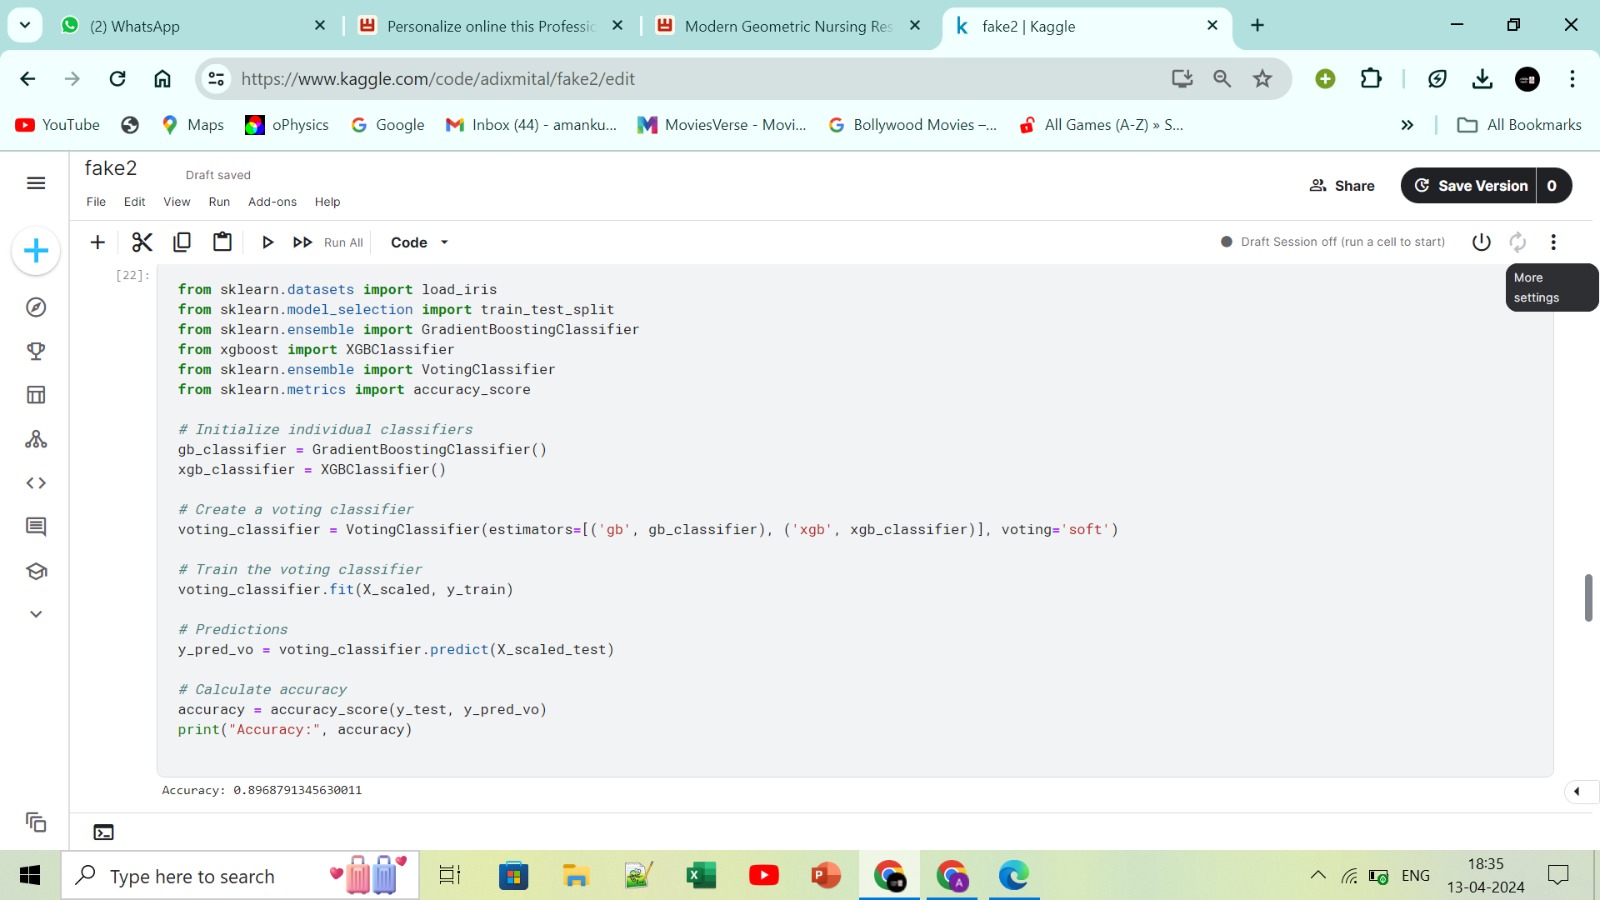 (2) WhatsApp
Personalize online this Professic
Modern Geometric Nursing Res
fake2 | Kaggle
https://www.kaggle.com/code/adixmital/fake2/edit
YouTube
Maps
oPhysics
Google
Inbox (44) - amanku...
MoviesVerse - Movi...
Bollywood Movies –...
All Games (A-Z) » S...
»
All Bookmarks
fake2
Draft saved
File Edit View Run Add-ons Help
Share
Save Version 0
Run All
Code
Draft Session off (run a cell to start)
More
settings
[22]:
from sklearn.datasets import load_iris
from sklearn.model_selection import train_test_split
from sklearn.ensemble import GradientBoostingClassifier
from xgboost import XGBClassifier
from sklearn.ensemble import VotingClassifier
from sklearn.metrics import accuracy_score
# Initialize individual classifiers
gb_classifier = GradientBoostingClassifier()
xgb_classifier = XGBClassifier()
# Create a voting classifier
voting_classifier = VotingClassifier(estimators=[('gb', gb_classifier), ('xgb', xgb_classifier)], voting='soft')
# Train the voting classifier
voting_classifier.fit(X_scaled, y_train)
# Predictions
y_pred_vo = voting_classifier.predict(X_scaled_test)
# Calculate accuracy
accuracy = accuracy_score(y_test, y_pred_vo)
print("Accuracy:", accuracy)
Accuracy: 0.8968791345630011
Type here to search
ENG
18:35
13-04-2024